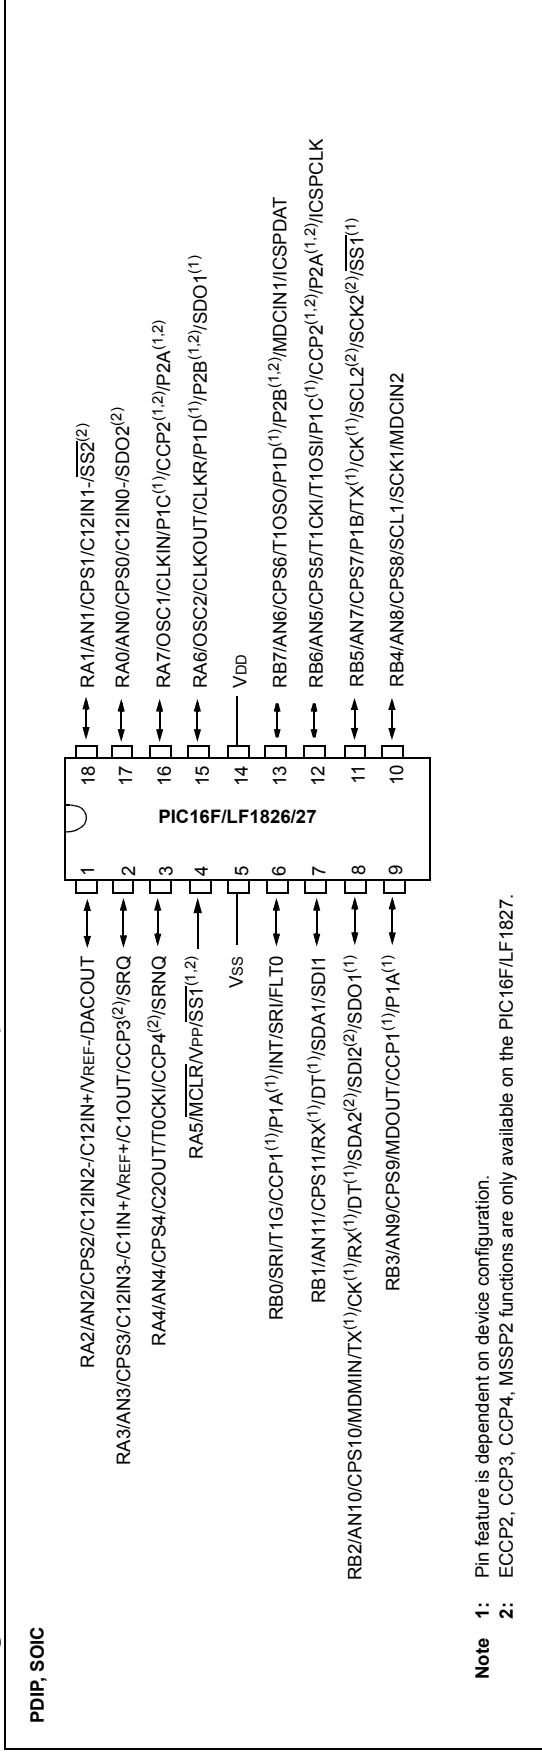 PDIP, SOIC
RA2/AN2/CPS2/C12IN2-/C12IN+/VREF-/DACOUT
RA3/AN3/CPS3/C12IN3-/C1IN+/VREF+/C1OUT/CCP3(2)/SRQ
RA4/AN4/CPS4/C2OUT/T0CKI/CCP4(2)/SRNQ
RA5/MCLR/VPP/SS1(1,2)
VSS
RB0/SRI/T1G/CCP1(1)/P1A(1)/INT/SRI/FLT0
RB1/AN11/CPS11/RX(1)/DT(1)/SDA1/SDI1
RB2/AN10/CPS10/MDMIN/TX(1)/CK(1)/RX(1)/DT(1)/SDA2(2)/SDI2(2)/SDO1(1)
RB3/AN9/CPS9/MDOUT/CCP1(1)/P1A(1)
1
2
3
4
5
6
7
8
9
PIC16F/LF1826/27
18
17
16
15
14
13
12
11
10
RA1/AN1/CPS1/C12IN1-/SS2(2)
RA0/AN0/CPS0/C12IN0-/SDO2(2)
RA7/OSC1/CLKIN/P1C(1)/CCP2(1,2)/P2A(1,2)
RA6/OSC2/CLKOUT/CLKR/P1D(1)/P2B(1,2)/SDO1(1)
VDD
RB7/AN6/CPS6/T1OSO/P1D(1)/P2B(1,2)/MDCIN1/ICSPDAT
RB6/AN5/CPS5/T1CKI/T1OSI/P1C(1)/CCP2(1,2)/P2A(1,2)/ICSPCLK
RB5/AN7/CPS7/P1B/TX(1)/CK(1)/SCL2(2)/SCK2(2)/SS1(1)
RB4/AN8/CPS8/SCL1/SCK1/MDCIN2
Note 1: Pin feature is dependent on device configuration.
2: ECCP2, CCP3, CCP4, MSSP2 functions are only available on the PIC16F/LF1827.